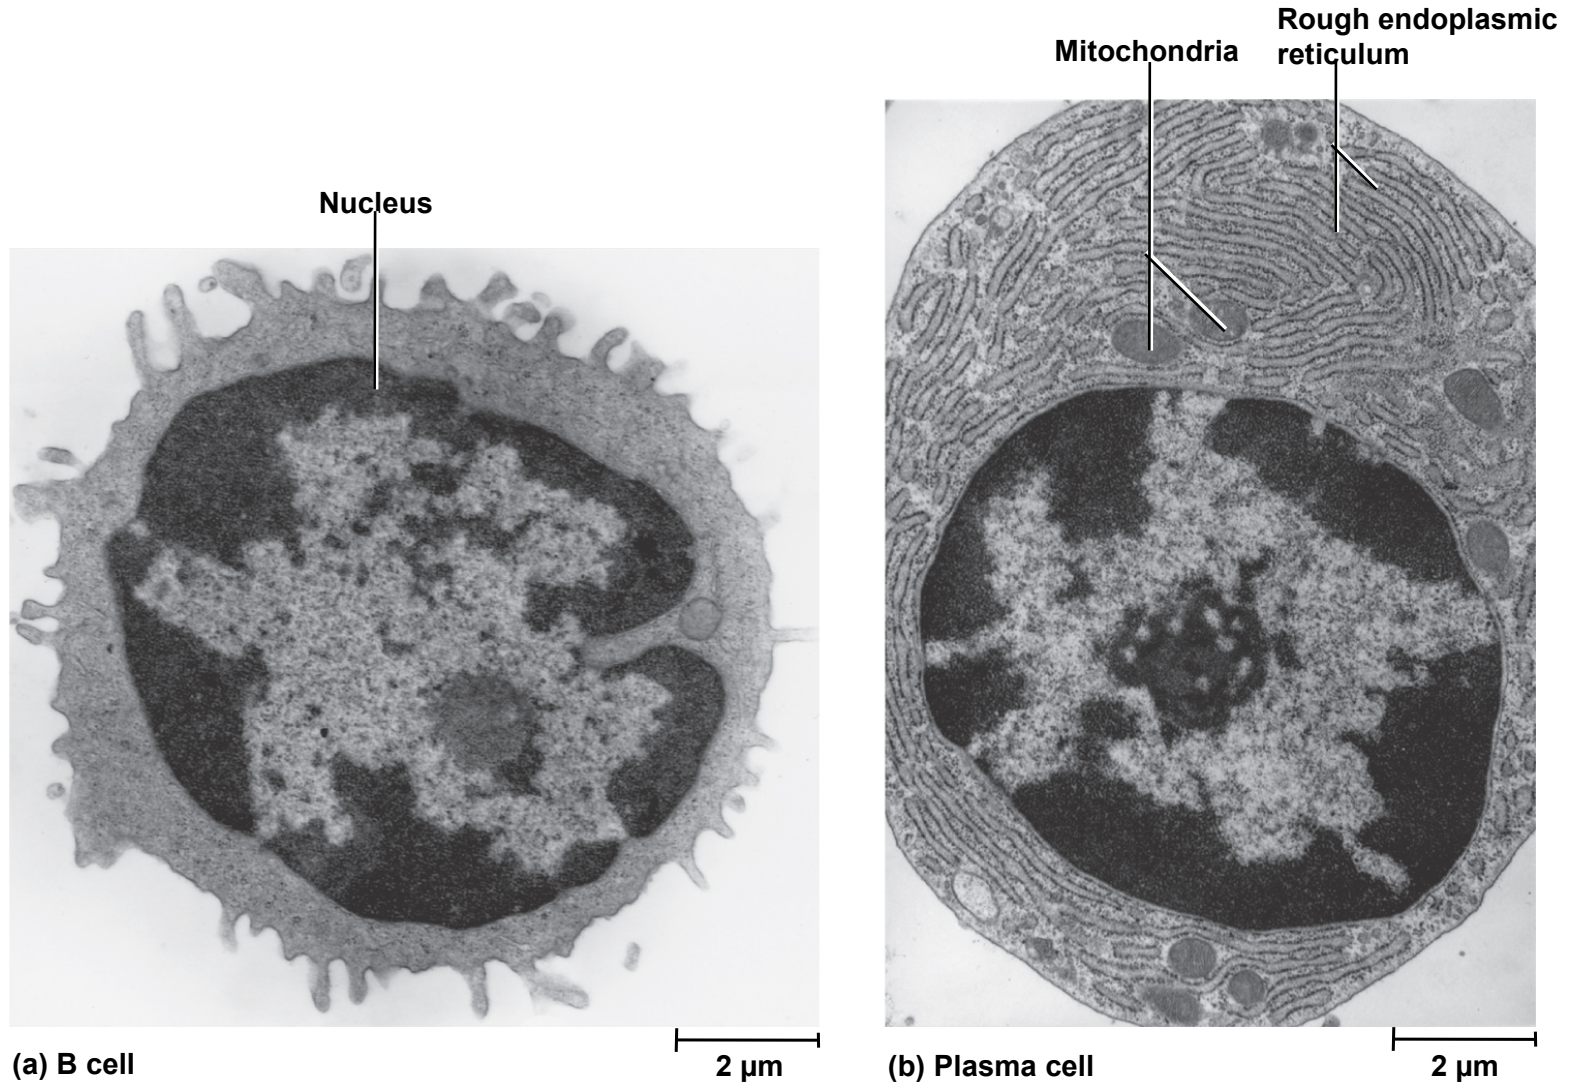 Rough endoplasmic
reticulum
Mitochondria
Nucleus
(a) B cell
2 µm
(b) Plasma cell
2 µm